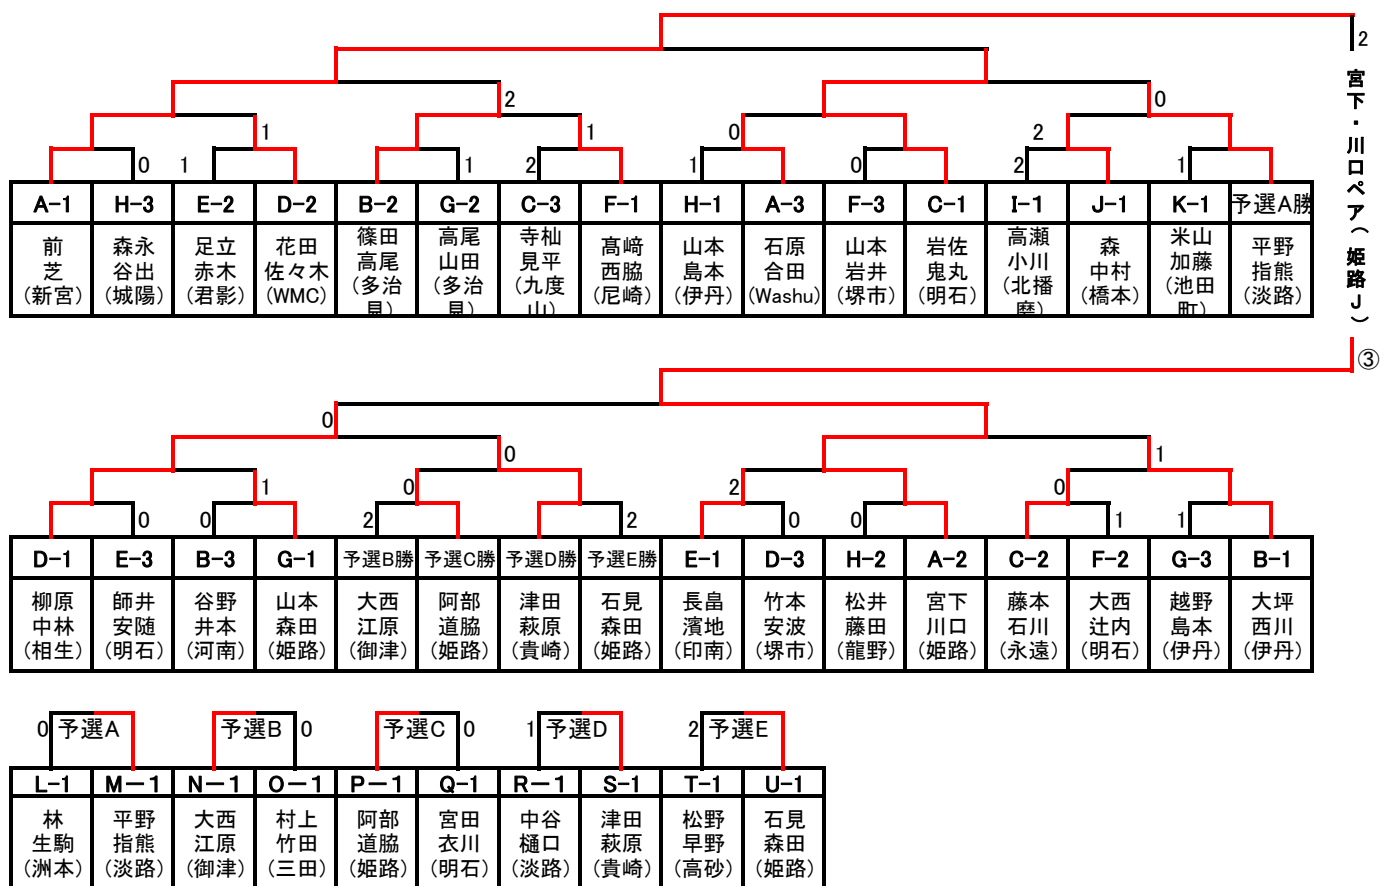 2
2
0
1
0
2
1
0
1
1
2
1
0
2
1
A-1 H-3 E-2 D-2 B-2 G-2 C-3 F-1 H-1 A-3 F-3 C-1 I-1 J-1 K-1 予選A勝
前
芝
(新宮)
森永
谷出
(城陽)
足立
赤木
(君影)
花田
佐々木
(WMC)
篠田
高尾
(多治
見)
高尾
山田
(多治
見)
寺杣
見平
(九度
山)
髙﨑
西脇
(尼崎)
山本
島本
(伊丹)
石原
合田
(Washu)
山本
岩井
(堺市)
岩佐
鬼丸
(明石)
高瀬
小川
(北播
磨)
森
中村
(橋本)
米山
加藤
(池田
町)
平野
指熊
(淡路)
宮下・川口ペア(姫路J)
③
0
0
1
1
0
2
0
0
0
2
2
0
0
1
1
D-1 E-3 B-3 G-1 予選B勝 予選C勝 予選D勝 予選E勝 E-1 D-3 H-2 A-2 C-2 F-2 G-3 B-1
柳原
中林
(相生)
師井
安随
(明石)
谷野
井本
(河南)
山本
森田
(姫路)
大西
江原
(御津)
阿部
道脇
(姫路)
津田
萩原
(貴崎)
石見
森田
(姫路)
長畠
濱地
(印南)
竹本
安波
(堺市)
松井
藤田
(龍野)
宮下
川口
(姫路)
藤本
石川
(永遠)
大西
辻内
(明石)
越野
島本
(伊丹)
大坪
西川
(伊丹)
0 予選A 予選B 0 予選C 0 1 予選D 2 予選E
L-1 M－1 N－1 O－1 P－1 Q-1 R－1 S-1 T-1 U-1
林
生駒
(洲本)
平野
指熊
(淡路)
大西
江原
(御津)
村上
竹田
(三田)
阿部
道脇
(姫路)
宮田
衣川
(明石)
中谷
樋口
(淡路)
津田
萩原
(貴崎)
松野
早野
(高砂)
石見
森田
(姫路)